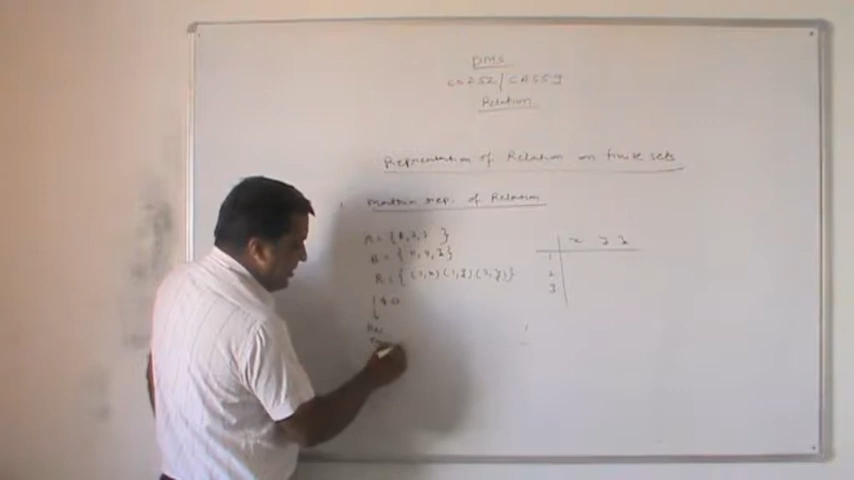 DMS
CS252/CA559
Relation
Representation of Relation on finite sets
1 Matrix rep. of Relation
A = {1,2,3 }
B = {x,y,z}
R = {(1,x)(1,z)(3,y)}
x y z
1
2
3